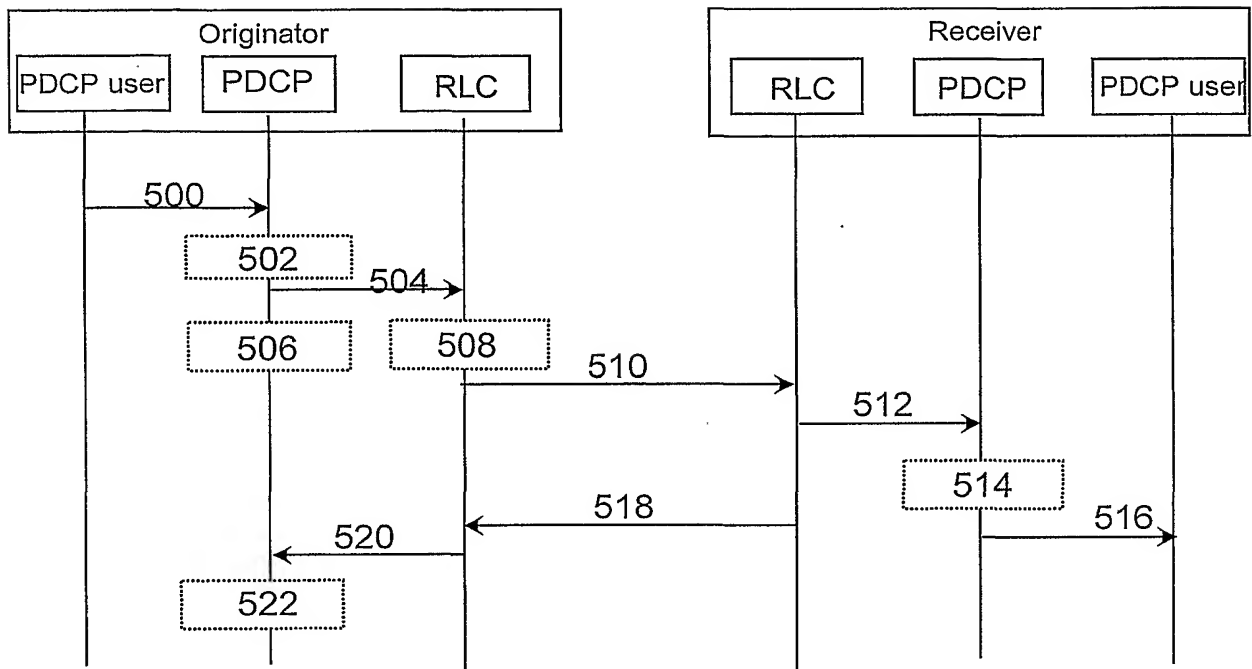 Originator
Receiver
PDCP user
PDCP
RLC
RLC
PDCP
PDCP user
500
502
504
506
508
510
512
514
518
516
520
522